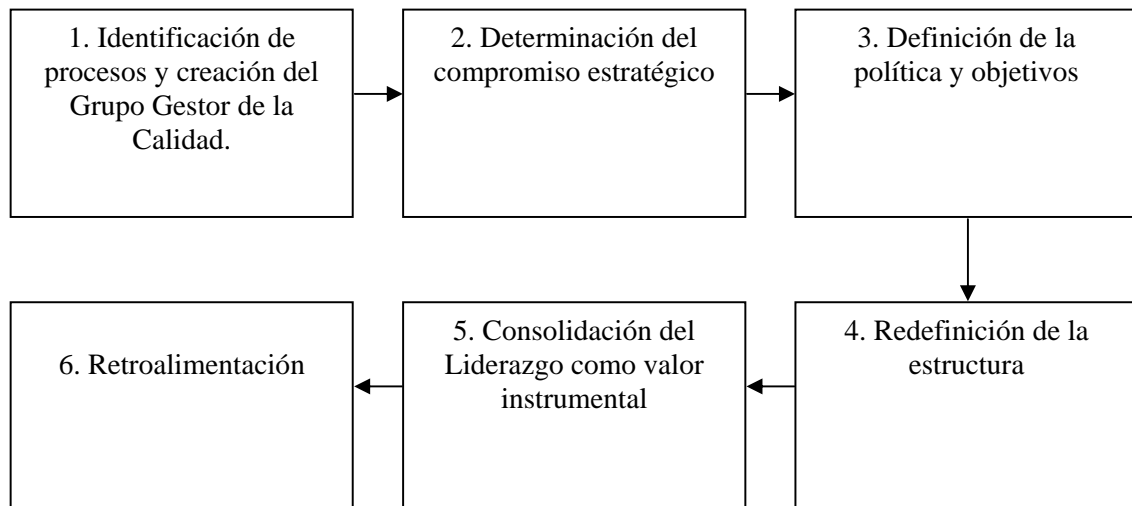 1. Identificación de
procesos y creación del
Grupo Gestor de la
Calidad.
2. Determinación del
compromiso estratégico
3. Definición de la
política y objetivos
4. Redefinición de la
estructura
5. Consolidación del
Liderazgo como valor
instrumental
6. Retroalimentación